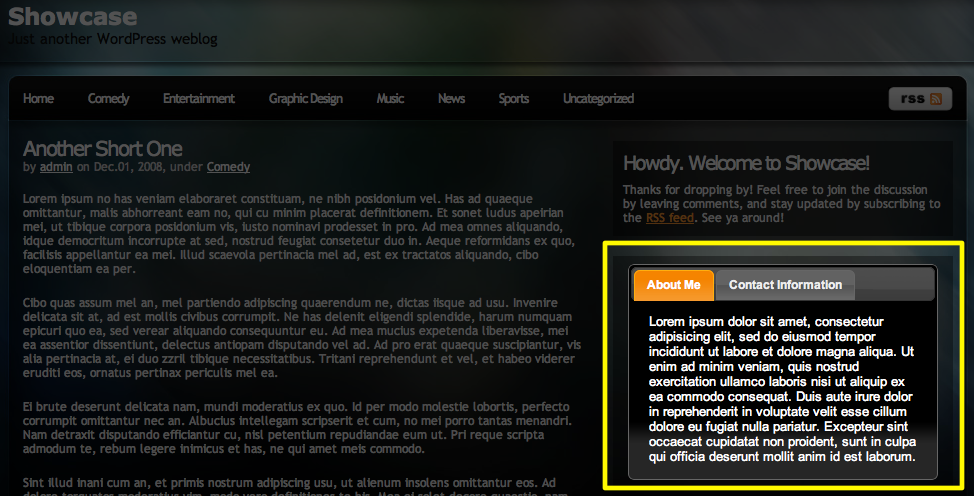 Showcase
Just another WordPress weblog
Home Comedy Entertainment Graphic Design Music News Sports Uncategorized rss
Another Short One
by admin on Dec.01, 2008, under Comedy
Lorem ipsum no has veniam elaboraret constituam, ne nibh posidonium vel. Has ad quaeque
omittantur, malis abhorreant eam no, qui cu minim placerat definitionem. Et sonet ludus apeirian
mei, ut tibique corpora posidonium vis, iusto nominavi prodesset in pro. Ad mea omnes aliquando,
idque democritum incorrupte at sed, nostrud feugiat consetetur duo in. Aeque reformidans ex quo,
facilisis appellantur ea mei. Illud scaevola pertinacia mel ad, est ex tractatos aliquando, cibo
eloquentiam ea per.
Cibo quas assum mel an, mel partiendo adipiscing quaerendum ne, dictas iisque ad usu. Invenire
delicata sit at, ad est mollis civibus corrumpit. Ne has delenit eligendi splendide, harum numquam
epicuri quo ea, sed verear aliquando consequuntur eu. Ad mea mucius expetenda liberavisse, mei
ea assentior dissentiunt, delectus antiopam disputando vel ad. Ad pro erat quaeque suscipiantur, vis
alia pertinacia at, ei duo zzril tibique necessitatibus. Tritani reprehendunt et vel, et habeo viderer
eruditi eos, ornatus pertinax periculis mel ea.
Ei brute deserunt delicata nam, mundi moderatius ex quo. Id per modo molestie lobortis, perfecto
corrumpit omittantur nec an. Albucius intellegam scripserit et cum, no mei porro tantas menandri.
Nam detraxit disputando efficiantur cu, nisl petentium repudiandae eum ut. Pri reque scripta
admodum te, rebum legere inimicus et has, ne qui amet meis commodo.
Sint illud inani cum an, et primis nostrum adipiscing usu, ut alienum insolens omittantur eos. Ad
Howdy. Welcome to Showcase!
Thanks for dropping by! Feel free to join the discussion
by leaving comments, and stay updated by subscribing to
the RSS feed. See ya around!
About Me Contact Information
Lorem ipsum dolor sit amet, consectetur
adipisicing elit, sed do eiusmod tempor
incididunt ut labore et dolore magna aliqua. Ut
enim ad minim veniam, quis nostrud
exercitation ullamco laboris nisi ut aliquip ex
ea commodo consequat. Duis aute irure dolor
in reprehenderit in voluptate velit esse cillum
dolore eu fugiat nulla pariatur. Excepteur sint
occaecat cupidatat non proident, sunt in culpa
qui officia deserunt mollit anim id est laborum.